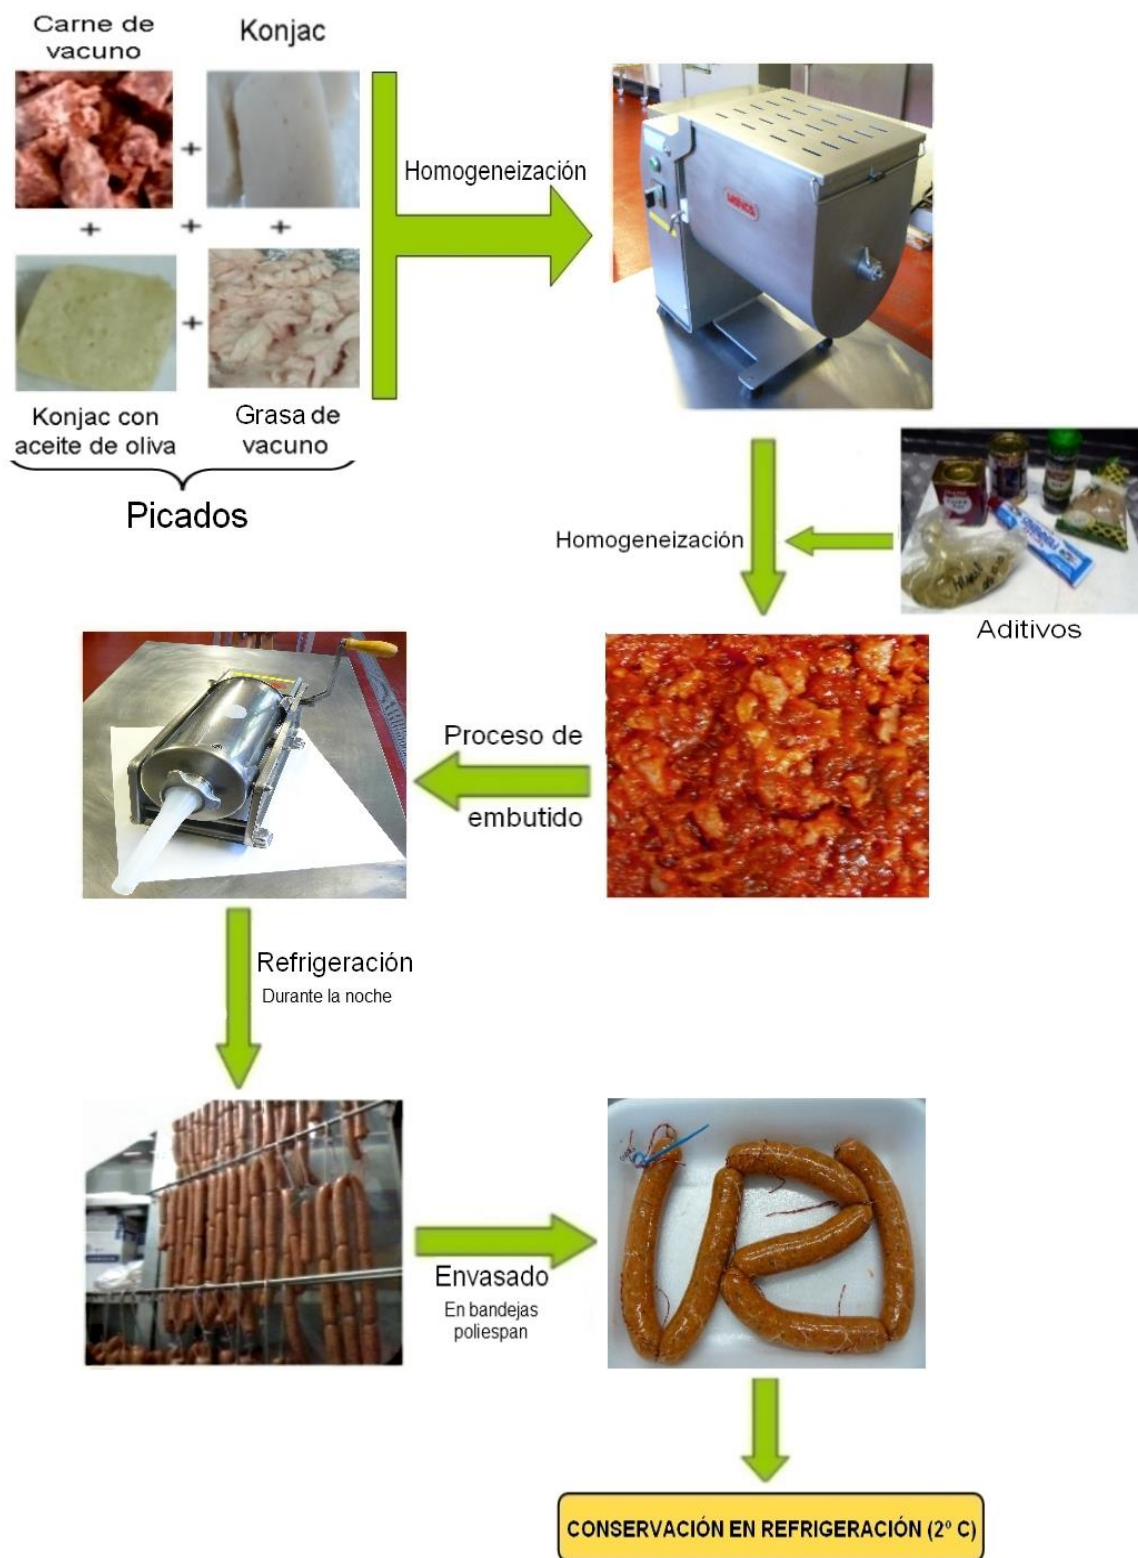 Carne de
vacuno
Konjac
Homogeneización
Konjac con
aceite de oliva
Grasa de
vacuno
Picados
Homogeneización
Aditivos
Proceso de
embutido
Refrigeración
Durante la noche
Envasado
En bandejas
poliespan
CONSERVACIÓN EN REFRIGERACIÓN (2º C)